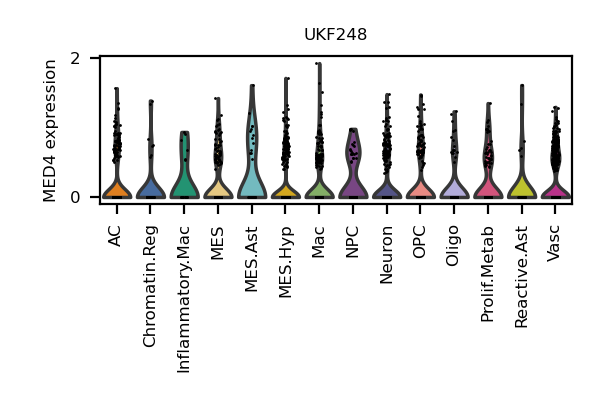 UKF248
MED4 expression
2
0
AC
Chromatin.Reg
Inflammatory.Mac
MES
MES.Ast
MES.Hyp
Mac
NPC
Neuron
OPC
Oligo
Prolif.Metab
Reactive.Ast
Vasc